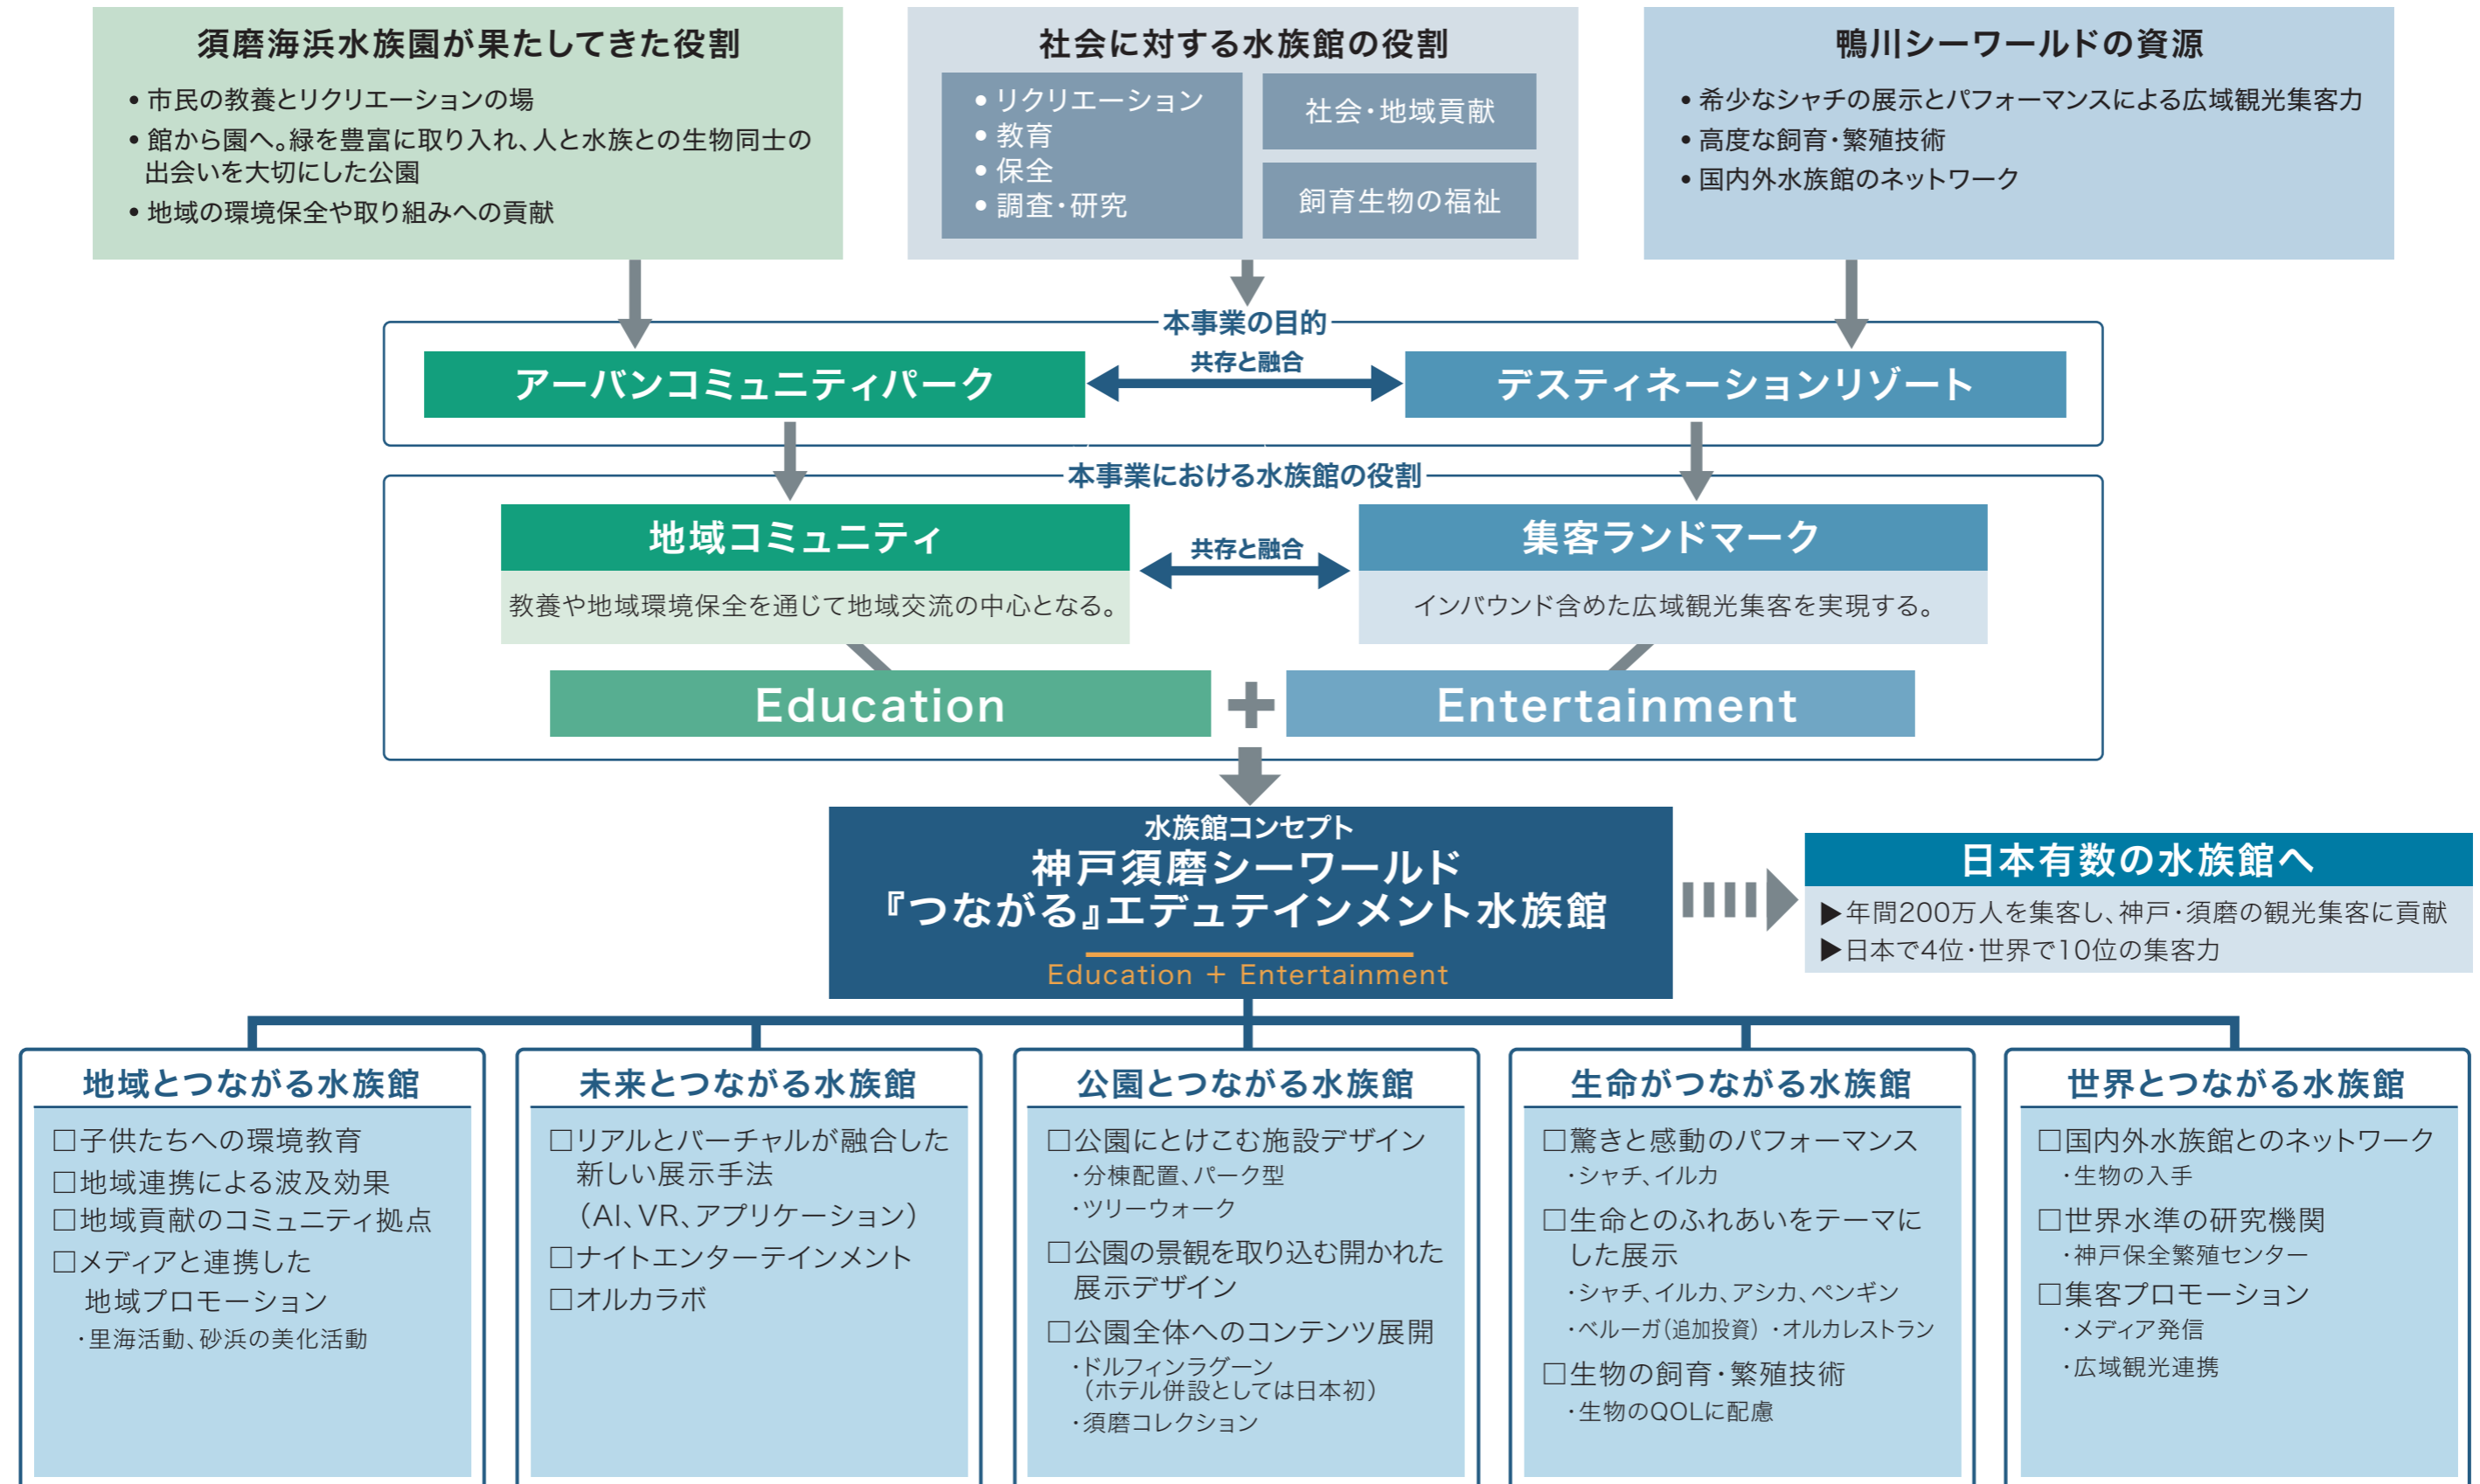 須磨海浜水族園が果たしてきた役割
•市民の教養とリクリエーションの場
•館から園へ。緑を豊富に取り入れ、人と水族との生物同士の
出会いを大切にした公園
•地域の環境保全や取り組みへの貢献
社会に対する水族館の役割
•リクリエーション
•教育
•保全
•調査・研究
社会・地域貢献
飼育生物の福祉
鴨川シーワールドの資源
•希少なシャチの展示とパフォーマンスによる広域観光集客力
•高度な飼育・繁殖技術
•国内外水族館のネットワーク
本事業の目的
アーバンコミュニティパーク
共存と融合
デスティネーションリゾート
本事業における水族館の役割
地域コミュニティ
教養や地域環境保全を通じて地域交流の中心となる。
共存と融合
集客ランドマーク
インバウンド含めた広域観光集客を実現する。
Education
+
Entertainment
水族館コンセプト
神戸須磨シーワールド
『つながる』エデュテインメント水族館
Education + Entertainment
日本有数の水族館へ
▶年間200万人を集客し、神戸・須磨の観光集客に貢献
▶日本で4位・世界で10位の集客力
地域とつながる水族館
□子供たちへの環境教育
□地域連携による波及効果
□地域貢献のコミュニティ拠点
□メディアと連携した
地域プロモーション
・里海活動、砂浜の美化活動
未来とつながる水族館
□リアルとバーチャルが融合した
新しい展示手法
（AI、VR、アプリケーション）
□ナイトエンターテインメント
□オルカラボ
公園とつながる水族館
□公園にとけこむ施設デザイン
・分棟配置、パーク型
・ツリーウォーク
□公園の景観を取り込む開かれた
展示デザイン
□公園全体へのコンテンツ展開
・ドルフィンラグーン
（ホテル併設としては日本初）
・須磨コレクション
生命がつながる水族館
□驚きと感動のパフォーマンス
・シャチ、イルカ
□生命とのふれあいをテーマに
した展示
・シャチ、イルカ、アシカ、ペンギン
・ベルーガ（追加投資）・オルカレストラン
□生物の飼育・繁殖技術
・生物のQOLに配慮
世界とつながる水族館
□国内外水族館とのネットワーク
・生物の入手
□世界水準の研究機関
・神戸保全繁殖センター
□集客プロモーション
・メディア発信
・広域観光連携